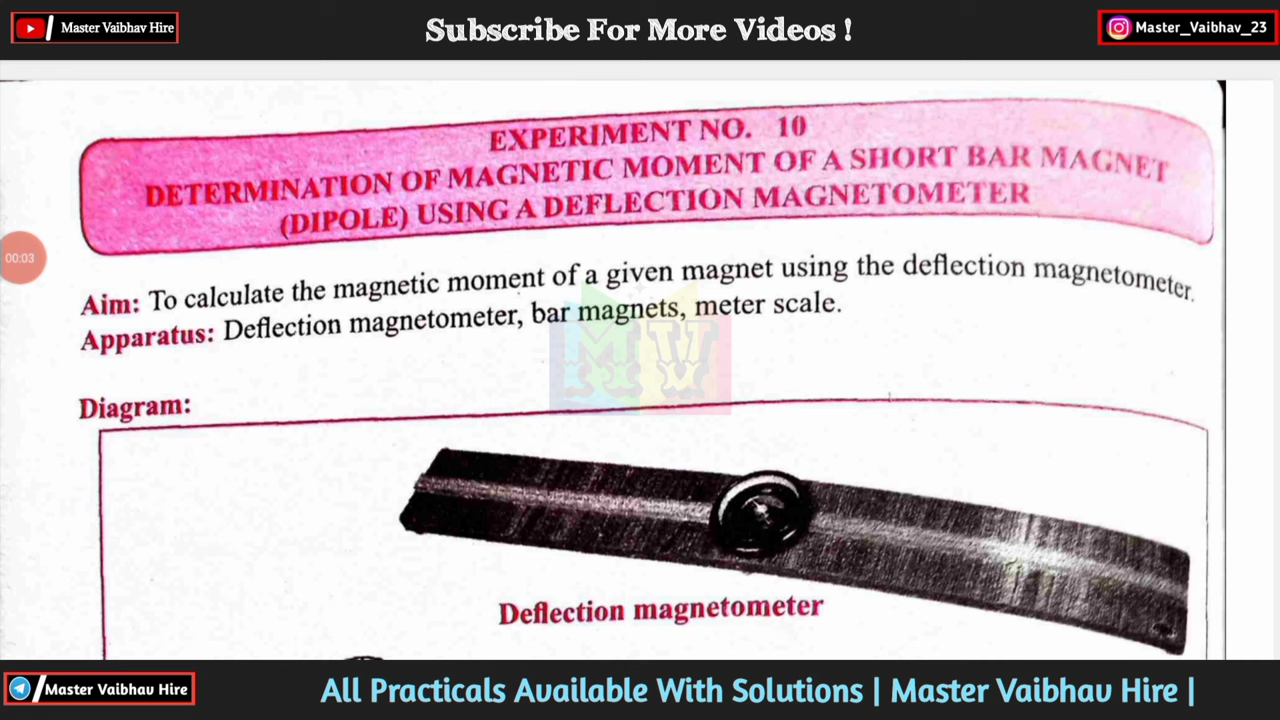 Master Vaibhav Hire
Subscribe For More Videos !
Master_Vaibhav_23
EXPERIMENT NO. 10
DETERMINATION OF MAGNETIC MOMENT OF A SHORT BAR MAGNET
(DIPOLE) USING A DEFLECTION MAGNETOMETER
00:03
Aim: To calculate the magnetic moment of a given magnet using the deflection magnetometer.
Apparatus: Deflection magnetometer, bar magnets, meter scale.
MV
Diagram:
Deflection magnetometer
Master Vaibhav Hire
All Practicals Available With Solutions | Master Vaibhav Hire |